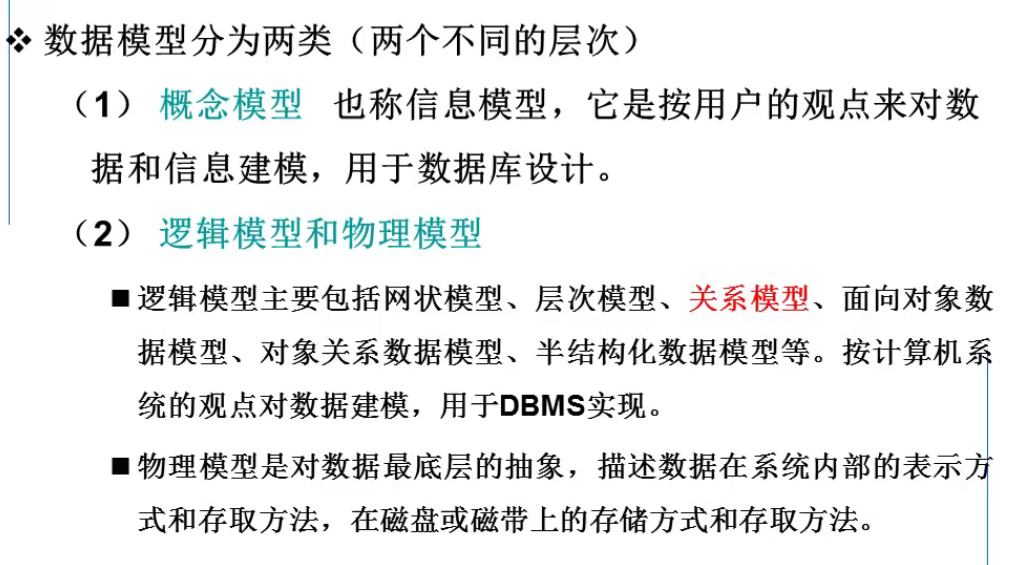 ❖ 数据模型分为两类（两个不同的层次）
（1） 概念模型 也称信息模型，它是按用户的观点来对数
据和信息建模，用于数据库设计。
（2） 逻辑模型和物理模型
■ 逻辑模型主要包括网状模型、层次模型、关系模型、面向对象数
据模型、对象关系数据模型、半结构化数据模型等。按计算机系
统的观点对数据建模，用于DBMS实现。
■ 物理模型是对数据最底层的抽象，描述数据在系统内部的表示方
式和存取方法，在磁盘或磁带上的存储方式和存取方法。